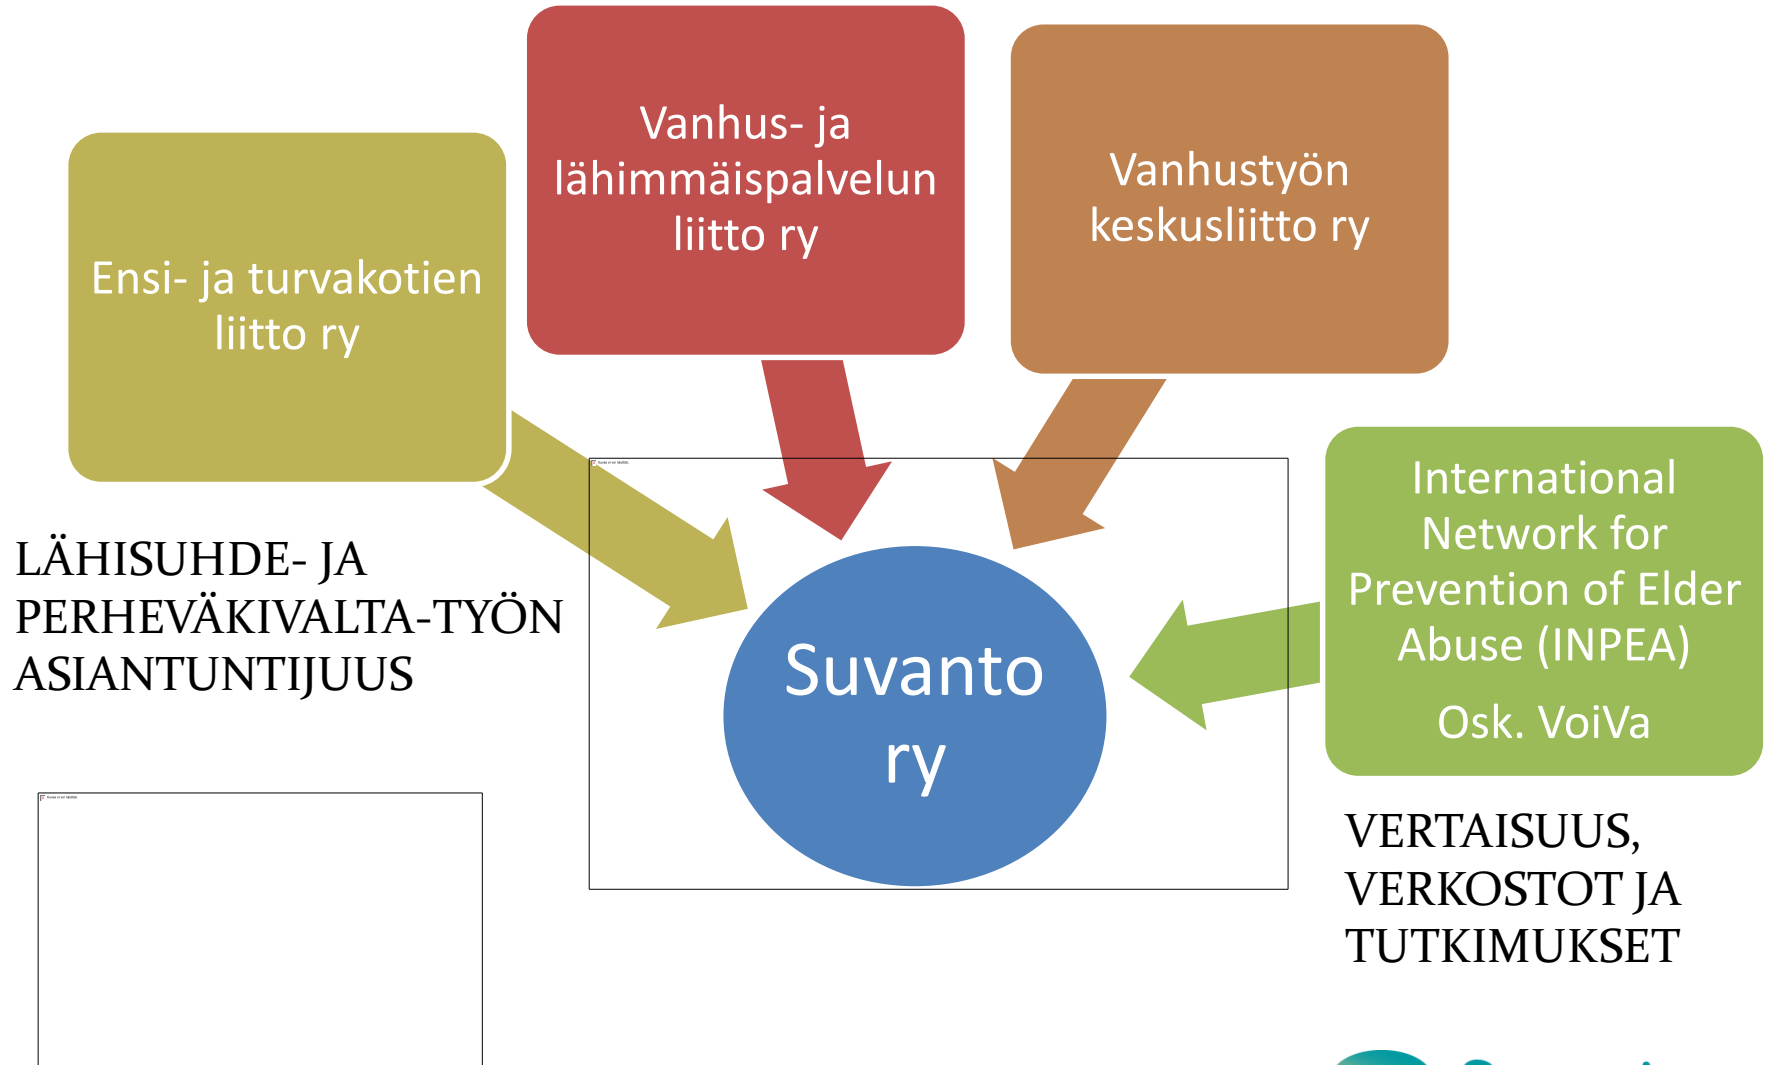 Vanhus- ja
lähimmäispalvelun
liitto ry
Vanhustyön
keskusliitto ry
Ensi- ja turvakotien
liitto ry
International
Network for
Prevention of Elder
Abuse (INPEA)
Osk. VoiVa
LÄHISUHDE- JA
PERHEVÄKIVALTA-TYÖN
ASIANTUNTIJUUS
Suvanto
ry
VERTAISUUS,
VERKOSTOT JA
TUTKIMUKSET